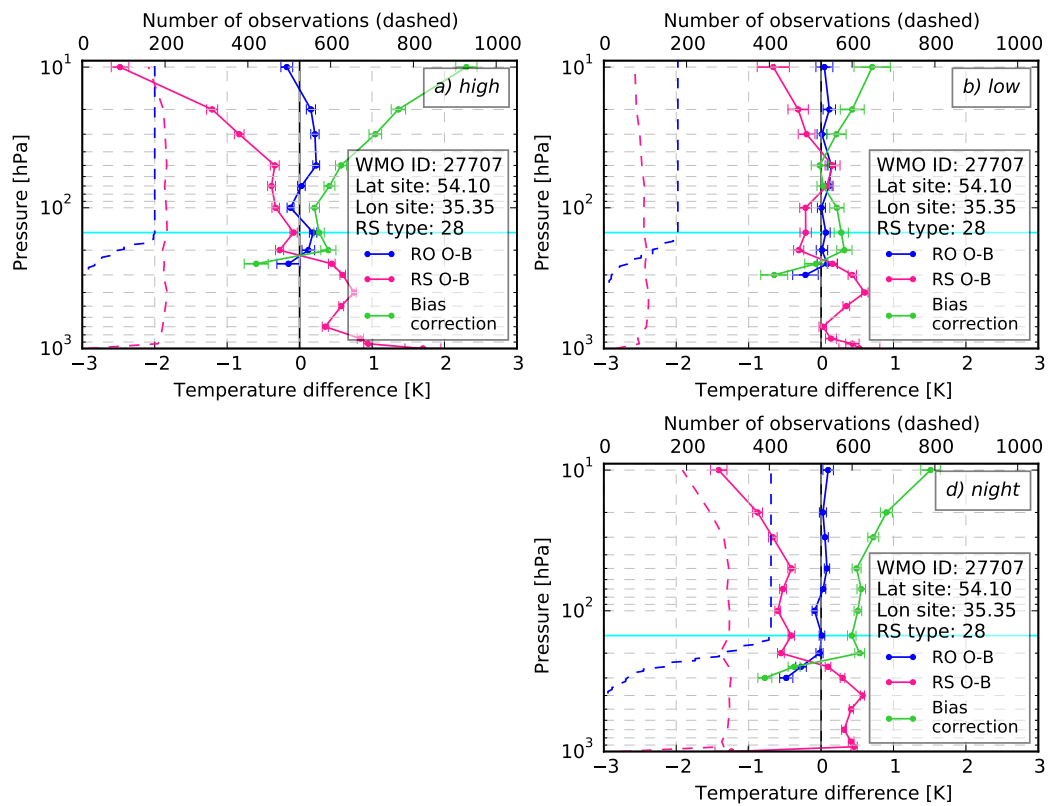 Number of observations (dashed)
0 200 400 600 800 1000
10^1
10^2
10^3
Pressure [hPa]
a) high
WMO ID: 27707
Lat site: 54.10
Lon site: 35.35
RS type: 28
RO O-B
RS O-B
Bias
correction
−3 −2 −1 0 1 2 3
Temperature difference [K]
Number of observations (dashed)
0 200 400 600 800 1000
10^1
10^2
10^3
Pressure [hPa]
b) low
WMO ID: 27707
Lat site: 54.10
Lon site: 35.35
RS type: 28
RO O-B
RS O-B
Bias
correction
−3 −2 −1 0 1 2 3
Temperature difference [K]
Number of observations (dashed)
0 200 400 600 800 1000
10^1
10^2
10^3
Pressure [hPa]
d) night
WMO ID: 27707
Lat site: 54.10
Lon site: 35.35
RS type: 28
RO O-B
RS O-B
Bias
correction
−3 −2 −1 0 1 2 3
Temperature difference [K]